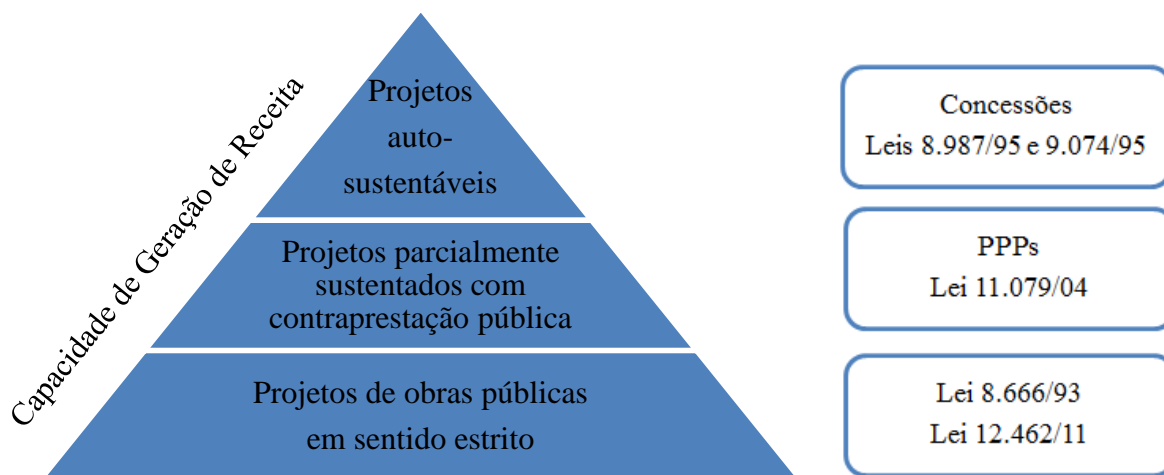 Capacidade de Geração de Receita
Projetos
auto-
sustentáveis
Concessões
Leis 8.987/95 e 9.074/95
Projetos parcialmente
sustentados com
contraprestação pública
PPPs
Lei 11.079/04
Projetos de obras públicas
em sentido estrito
Lei 8.666/93
Lei 12.462/11